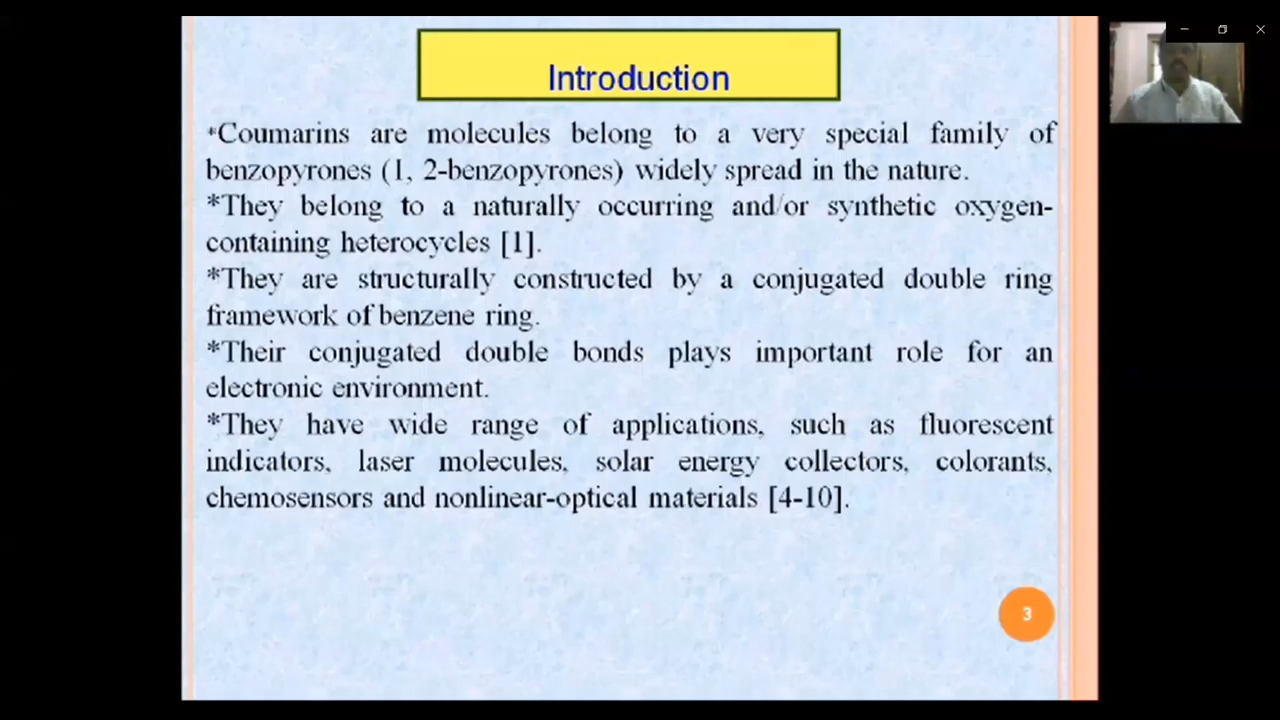 Introduction
*Coumarins are molecules belong to a very special family of
benzopyrones (1, 2-benzopyrones) widely spread in the nature.
*They belong to a naturally occurring and/or synthetic oxygen-
containing heterocycles [1].
*They are structurally constructed by a conjugated double ring
framework of benzene ring.
*Their conjugated double bonds plays important role for an
electronic environment.
*They have wide range of applications, such as fluorescent
indicators, laser molecules, solar energy collectors, colorants,
chemosensors and nonlinear-optical materials [4-10].
3